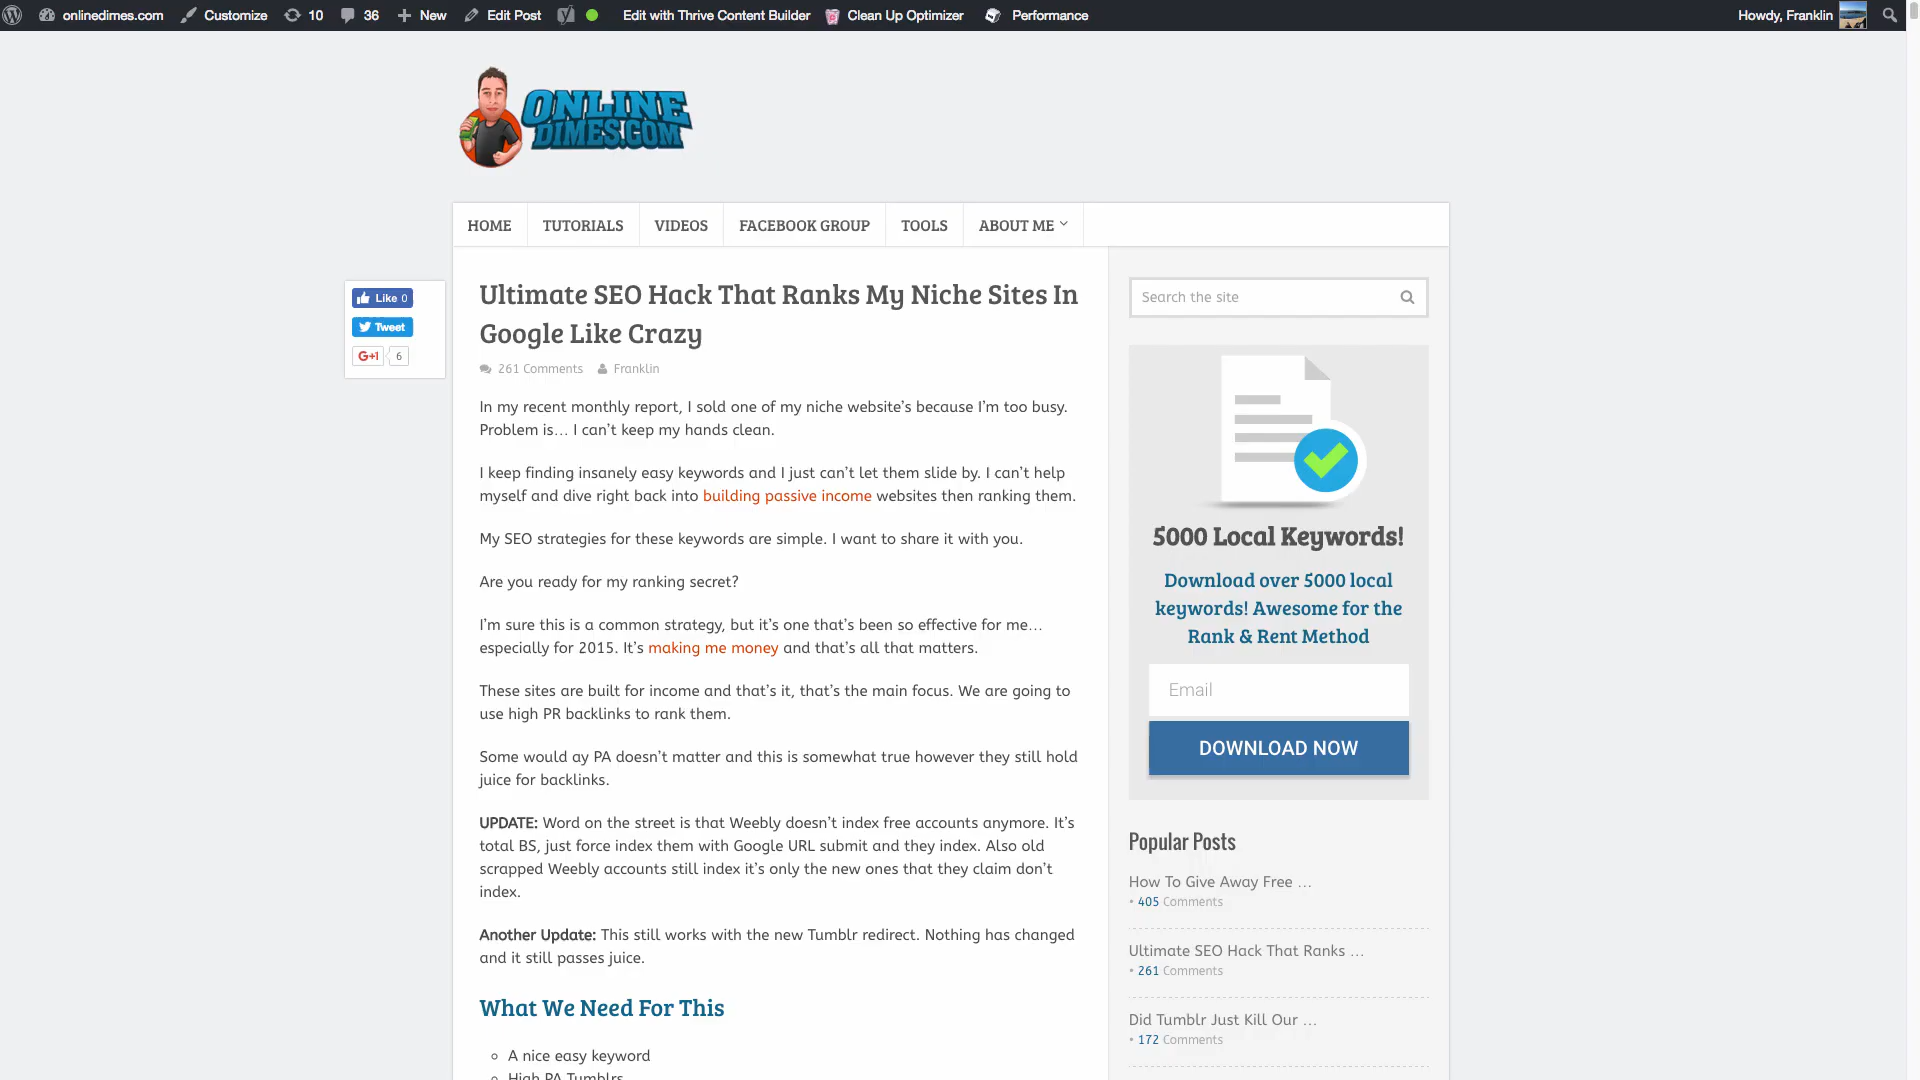 onlinedimes.com Customize 10 36 New Edit Post Edit with Thrive Content Builder Clean Up Optimizer Performance Howdy, Franklin
ONLINE
DIMES.COM
HOME TUTORIALS VIDEOS FACEBOOK GROUP TOOLS ABOUT ME
Like 0
Tweet
G+1 6
Ultimate SEO Hack That Ranks My Niche Sites In
Google Like Crazy
261 Comments Franklin
In my recent monthly report, I sold one of my niche website’s because I’m too busy.
Problem is… I can’t keep my hands clean.
I keep finding insanely easy keywords and I just can’t let them slide by. I can’t help
myself and dive right back into building passive income websites then ranking them.
My SEO strategies for these keywords are simple. I want to share it with you.
Are you ready for my ranking secret?
I’m sure this is a common strategy, but it’s one that’s been so effective for me…
especially for 2015. It’s making me money and that’s all that matters.
These sites are built for income and that’s it, that’s the main focus. We are going to
use high PR backlinks to rank them.
Some would ay PA doesn’t matter and this is somewhat true however they still hold
juice for backlinks.
UPDATE: Word on the street is that Weebly doesn’t index free accounts anymore. It’s
total BS, just force index them with Google URL submit and they index. Also old
scrapped Weebly accounts still index it’s only the new ones that they claim don’t
index.
Another Update: This still works with the new Tumblr redirect. Nothing has changed
and it still passes juice.
What We Need For This
A nice easy keyword
High PA Tumblrs
Search the site
5000 Local Keywords!
Download over 5000 local
keywords! Awesome for the
Rank & Rent Method
Email
DOWNLOAD NOW
Popular Posts
How To Give Away Free …
• 405 Comments
Ultimate SEO Hack That Ranks …
• 261 Comments
Did Tumblr Just Kill Our …
• 172 Comments